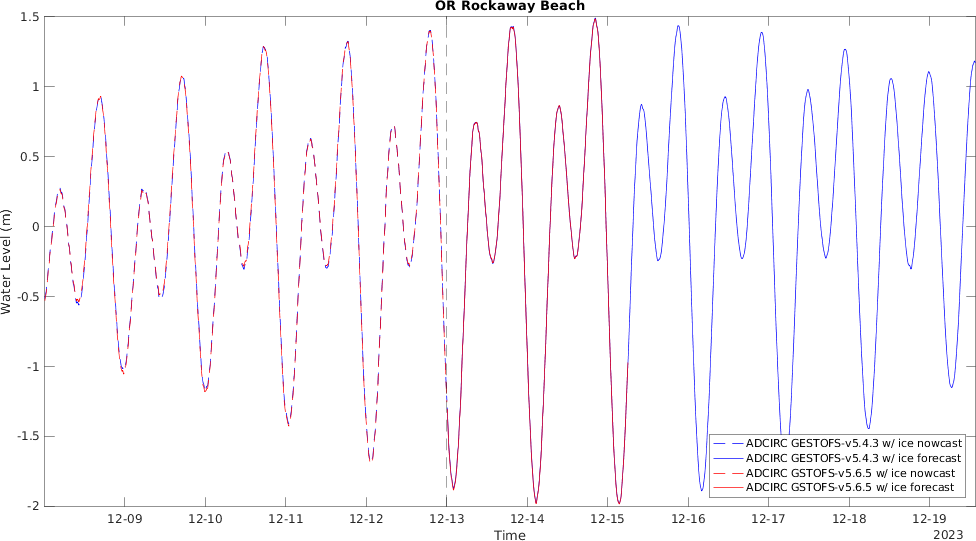 OR Rockaway Beach
1.5
1
0.5
0
-0.5
-1
-1.5
-2
Water Level (m)
ADCIRC GESTOFS-v5.4.3 w/ ice nowcast
ADCIRC GESTOFS-v5.4.3 w/ ice forecast
ADCIRC GSTOFS-v5.6.5 w/ ice nowcast
ADCIRC GSTOFS-v5.6.5 w/ ice forecast
12-09 12-10 12-11 12-12 12-13 12-14 12-15 12-16 12-17 12-18 12-19
Time
2023